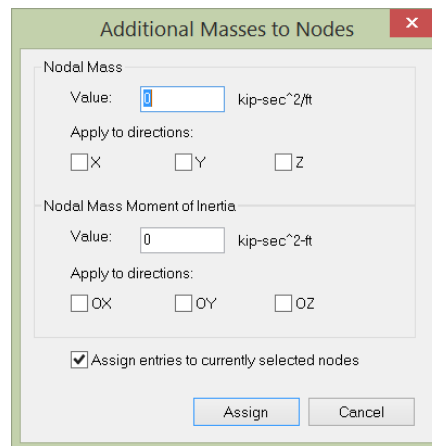 Additional Masses to Nodes
Nodal Mass
Value: 0 kip-sec^2/ft
Apply to directions:
X Y Z
Nodal Mass Moment of Inertia
Value: 0 kip-sec^2-ft
Apply to directions:
OX OY OZ
Assign entries to currently selected nodes
Assign Cancel